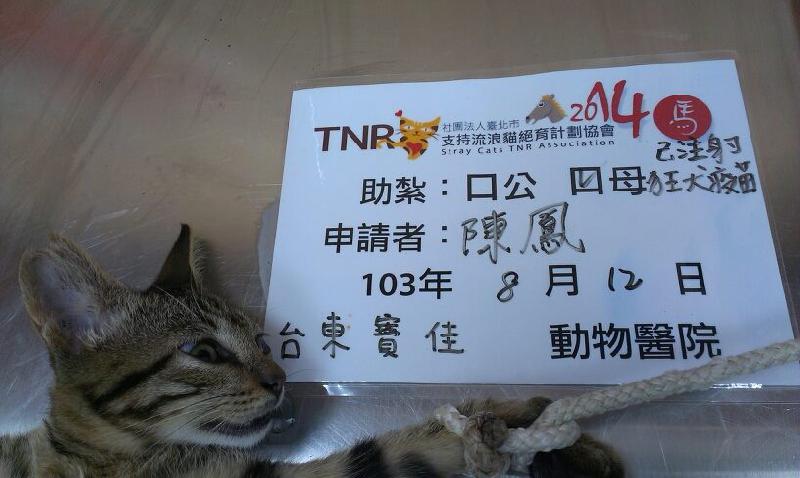 TNR 社團法人臺北市 2014 馬
支持流浪貓絕育計劃協會
Stray Cats TNR Association
已注射
助紮：口公 ☑母 狂犬疫苗
申請者：陳鳳
103年 8月12日
台東寶佳 動物醫院